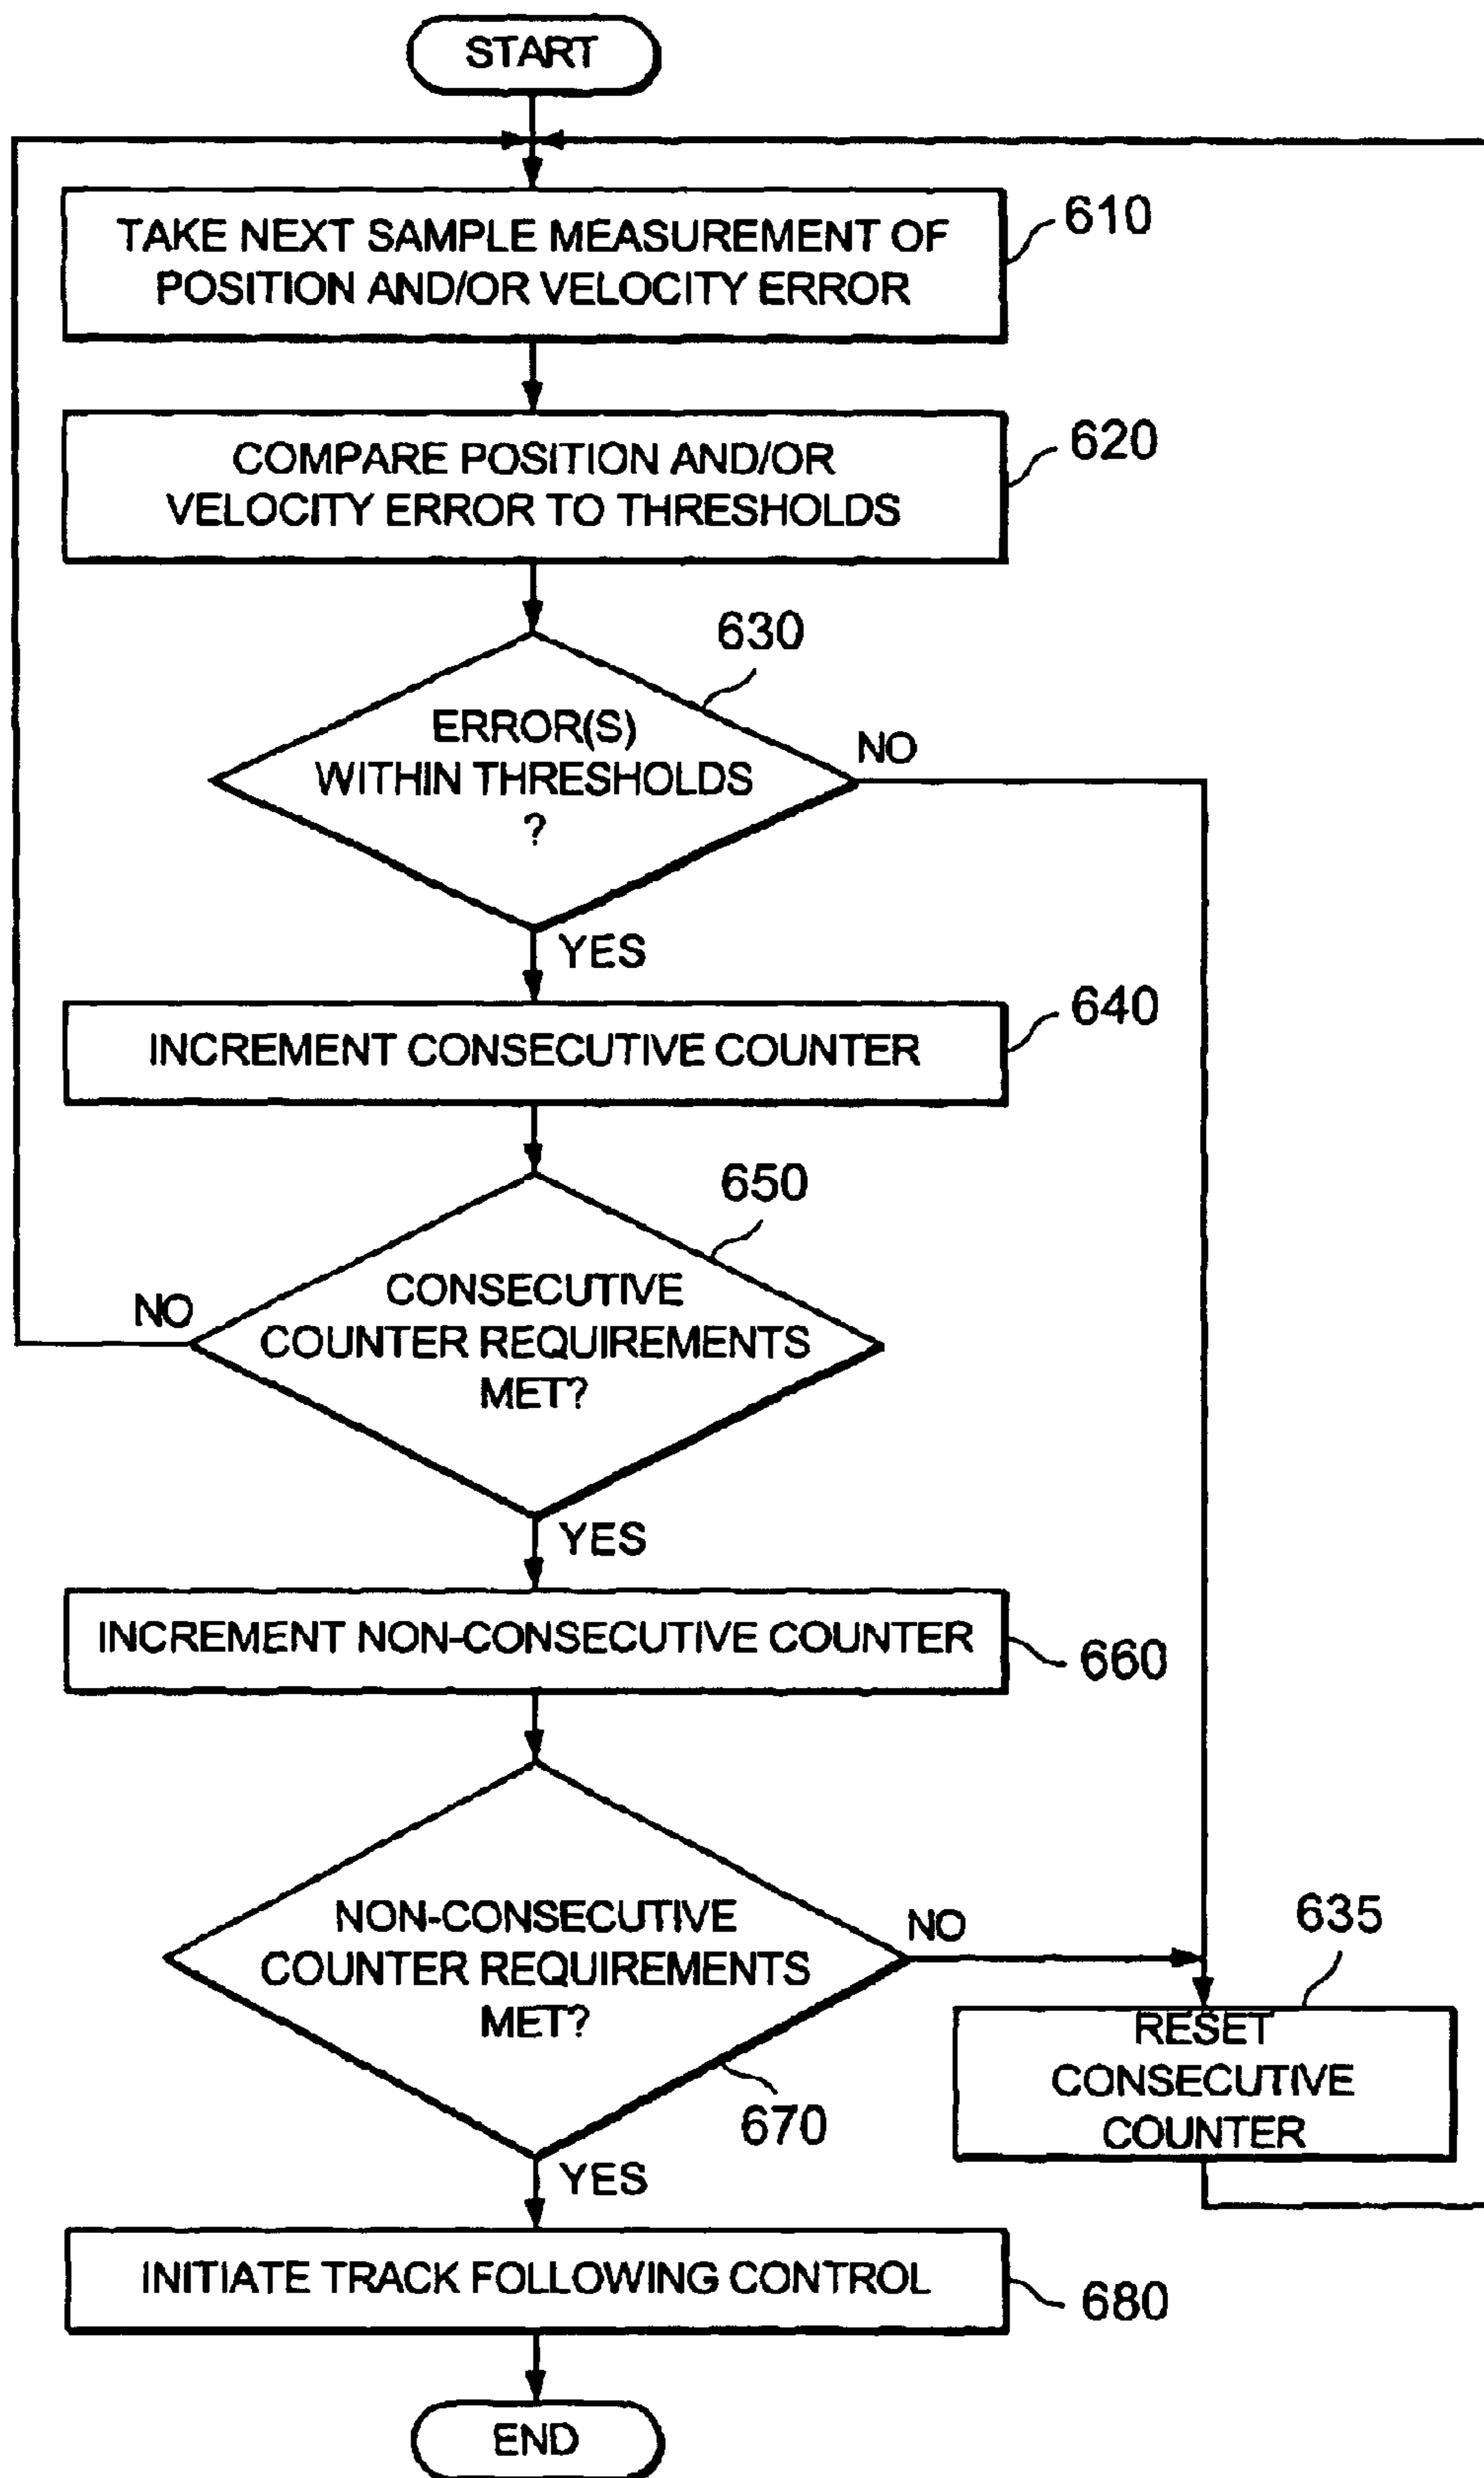 START
TAKE NEXT SAMPLE MEASUREMENT OF
POSITION AND/OR VELOCITY ERROR
610
COMPARE POSITION AND/OR
VELOCITY ERROR TO THRESHOLDS
620
630
ERROR(S)
WITHIN THRESHOLDS
?
NO
YES
INCREMENT CONSECUTIVE COUNTER
640
650
CONSECUTIVE
COUNTER REQUIREMENTS
MET?
NO
YES
INCREMENT NON-CONSECUTIVE COUNTER
660
NON-CONSECUTIVE
COUNTER REQUIREMENTS
MET?
NO
670
635
RESET
CONSECUTIVE
COUNTER
YES
INITIATE TRACK FOLLOWING CONTROL
680
END